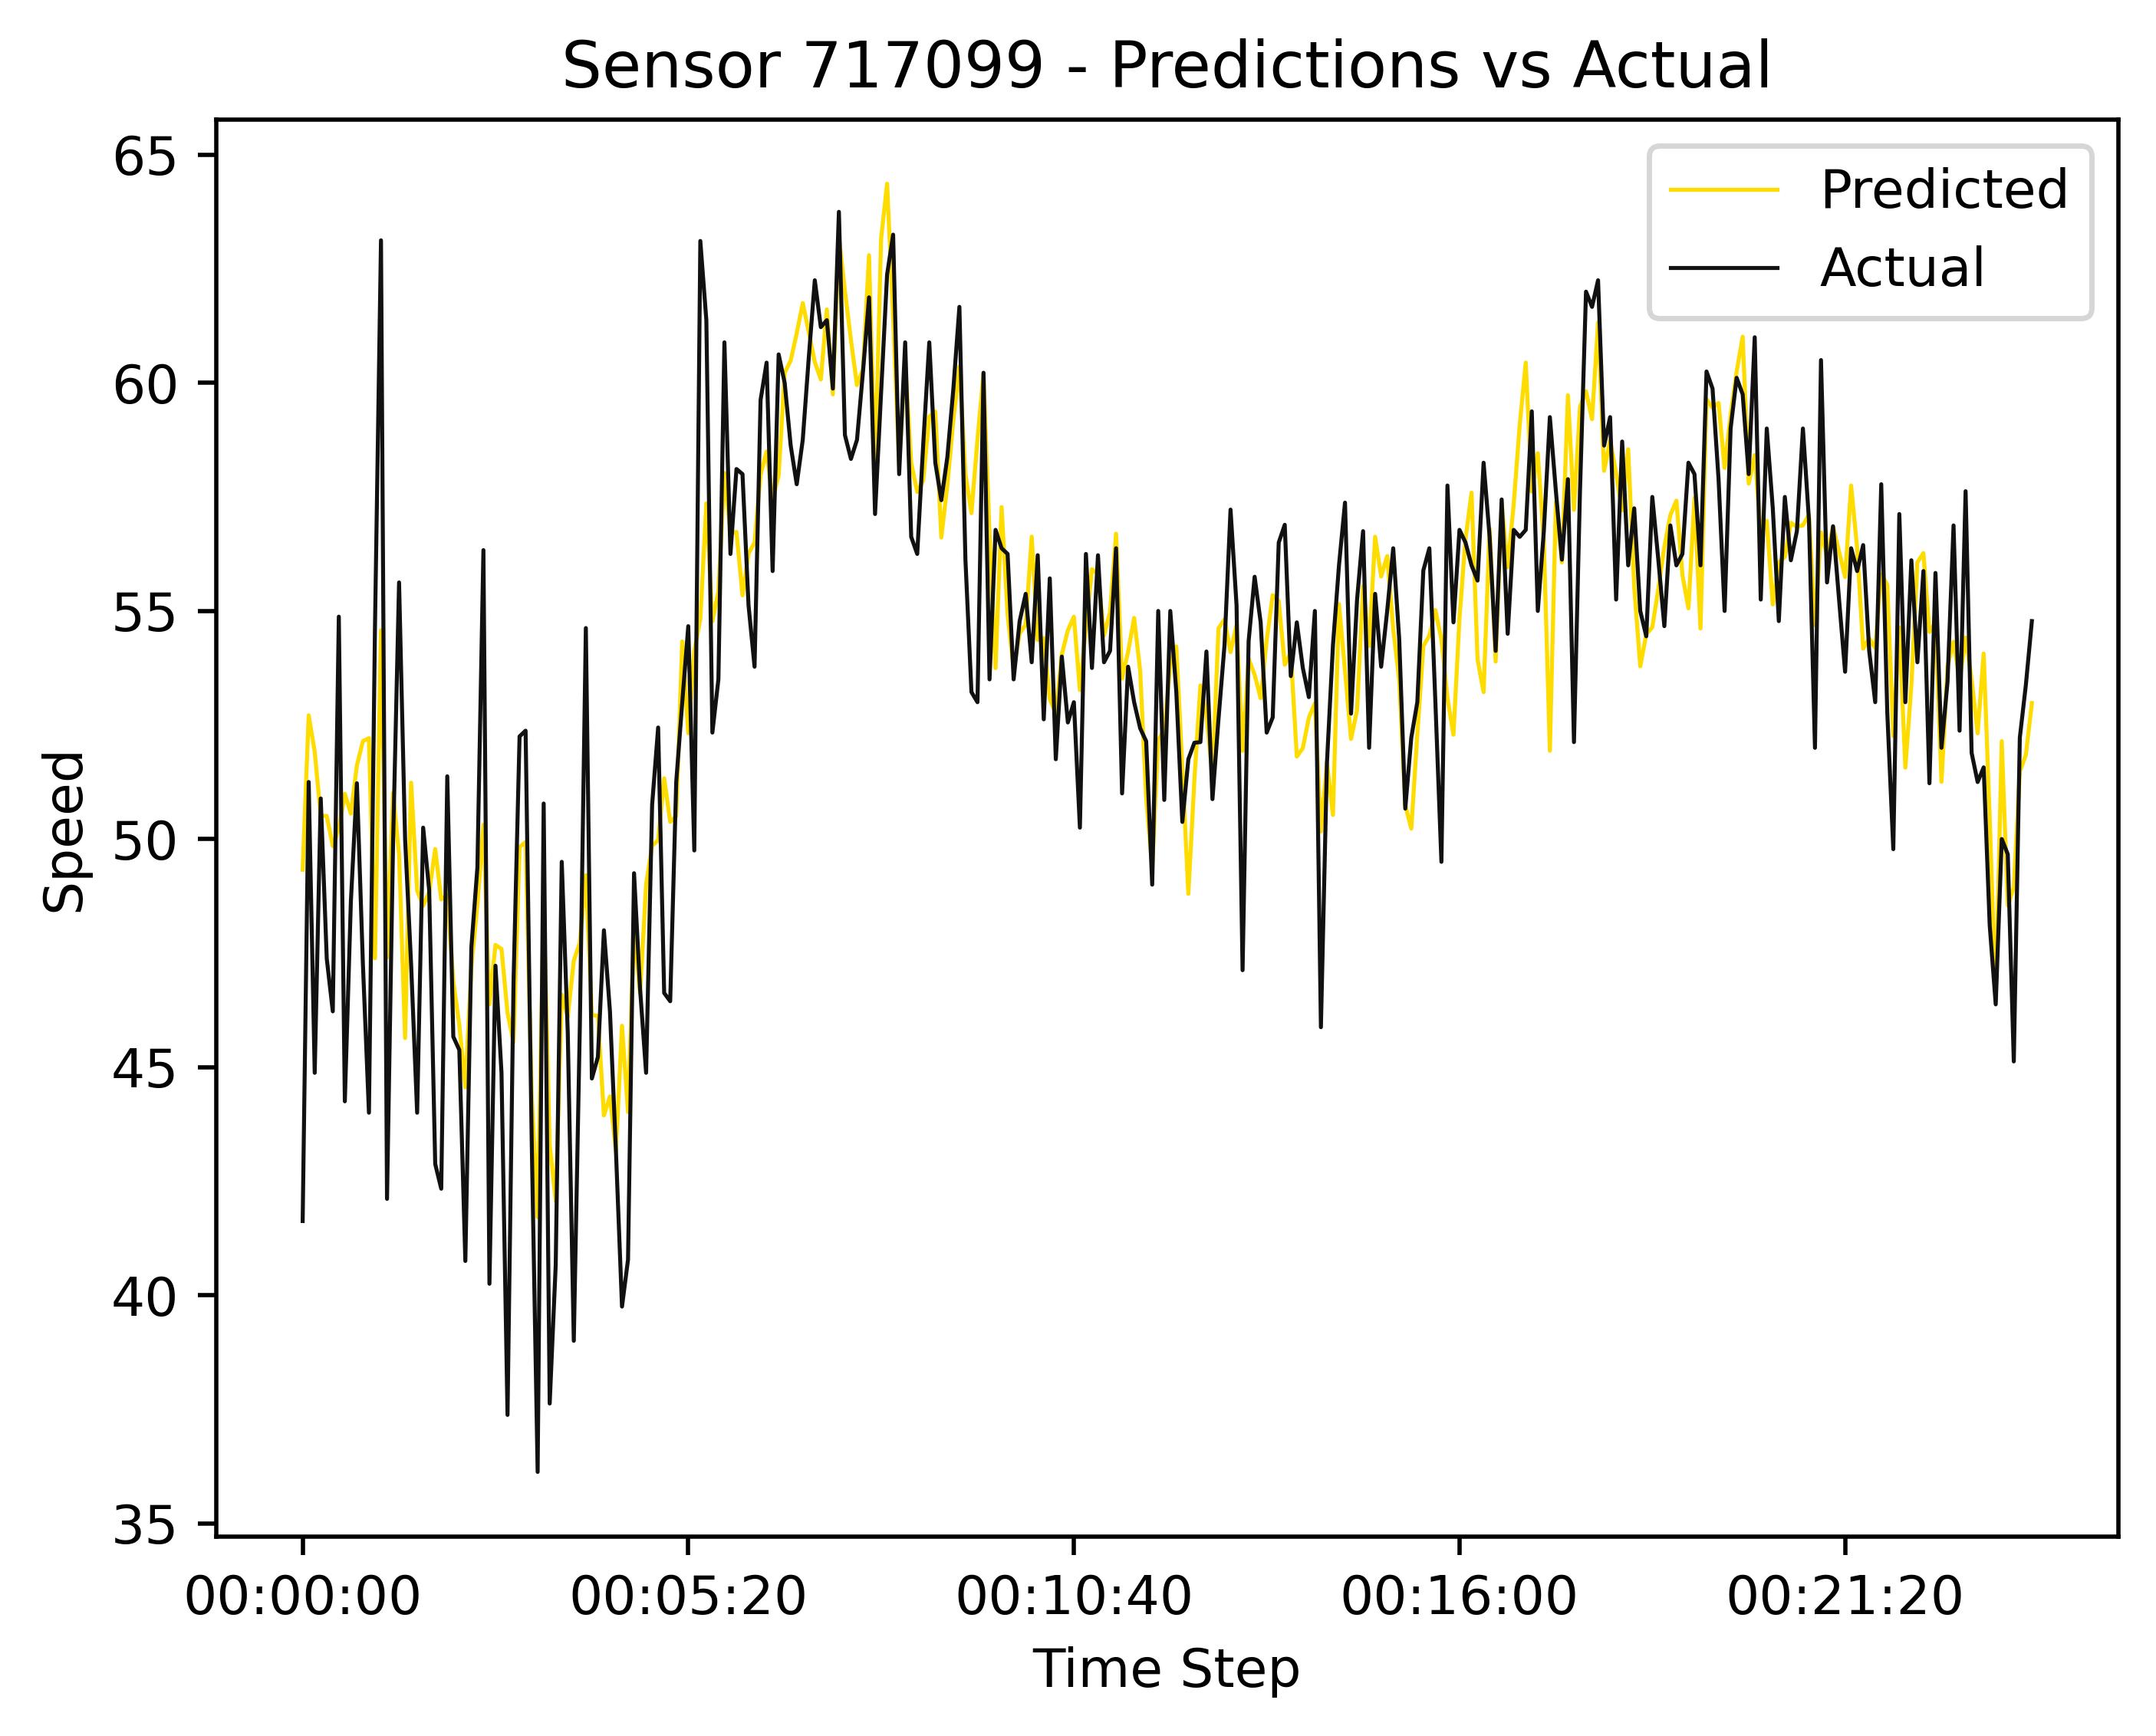 Sensor 717099 - Predictions vs Actual
Predicted
Actual
65
60
55
50
45
40
35
Speed
00:00:00
00:05:20
00:10:40
00:16:00
00:21:20
Time Step